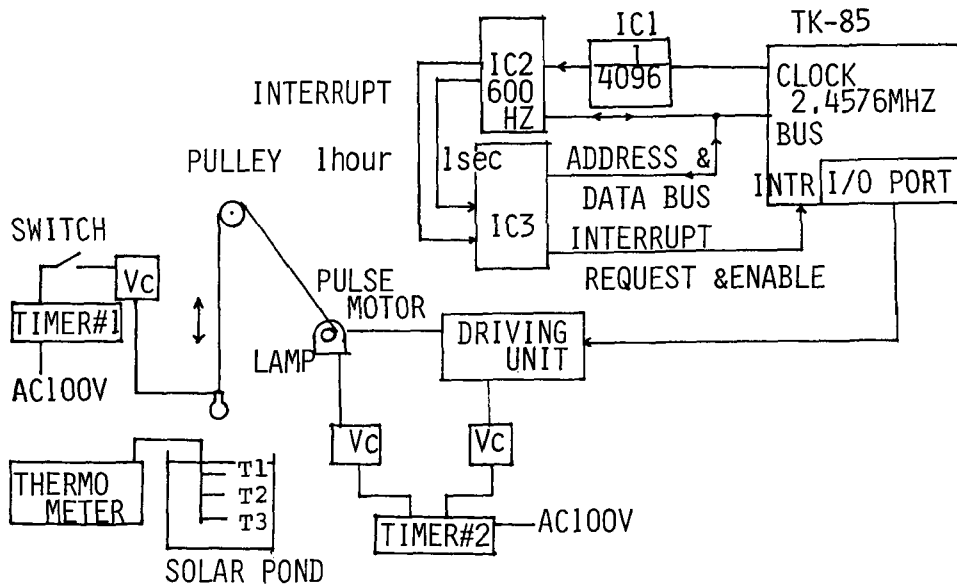 IC1
TK-85
1
4096
IC2
600
HZ
CLOCK
2.4576MHZ
BUS
INTERRUPT
PULLEY 1hour
1sec
ADDRESS &
DATA BUS
INTR
I/O PORT
IC3
INTERRUPT
REQUEST &ENABLE
SWITCH
Vc
TIMER#1
AC100V
PULSE
MOTOR
LAMP
DRIVING
UNIT
Vc
Vc
THERMO
METER
T1
T2
T3
TIMER#2
AC100V
SOLAR POND